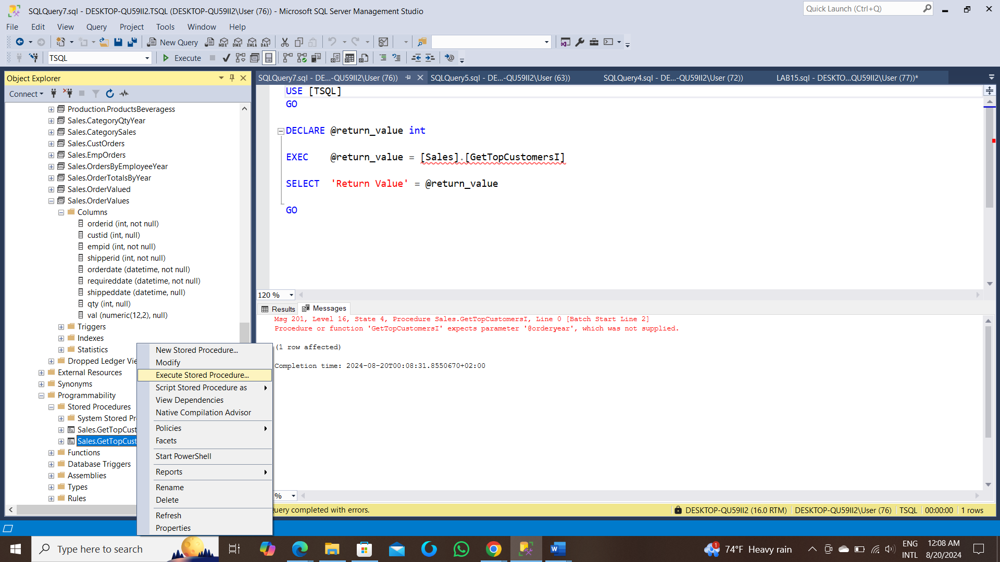 SQLQuery7.sql - DESKTOP-QU59II2.TSQL (DESKTOP-QU59II2\User (76)) - Microsoft SQL Server Management Studio
Quick Launch (Ctrl+Q)
File Edit View Query Project Tools Window Help
New Query
MDX DMX XMLA DAX
TSQL
Execute
Object Explorer
Connect
Production.ProductsBeveragess
Sales.CategoryQtyYear
Sales.CategorySales
Sales.CustOrders
Sales.EmpOrders
Sales.OrdersByEmployeeYear
Sales.OrderTotalsByYear
Sales.OrderValued
Sales.OrderValues
Columns
orderid (int, not null)
custid (int, null)
empid (int, not null)
shipperid (int, not null)
orderdate (datetime, not null)
requireddate (datetime, not null)
shippeddate (datetime, null)
qty (int, null)
val (numeric(12,2), null)
Triggers
Indexes
Statistics
Dropped Ledger Vie
External Resources
Synonyms
Programmability
Stored Procedures
System Stored Pr
Sales.GetTopCust
Sales.GetTopCust
Functions
Database Triggers
Assemblies
Types
Rules
New Stored Procedure...
Modify
Execute Stored Procedure...
Script Stored Procedure as
View Dependencies
Native Compilation Advisor
Policies
Facets
Start PowerShell
Reports
Rename
Delete
Refresh
Properties
SQLQuery7.sql - DE...-QU59II2\User (76))
SQLQuery5.sql - DE...-QU59II2\User (63))
SQLQuery4.sql - DE...-QU59II2\User (72))
LAB15.sql - DESKTO...QU59II2\User (77))*
USE [TSQL]
GO
DECLARE @return_value int
EXEC @return_value = [Sales].[GetTopCustomersI]
SELECT 'Return Value' = @return_value
GO
120 %
Results Messages
Msg 201, Level 16, State 4, Procedure Sales.GetTopCustomersI, Line 0 [Batch Start Line 2]
Procedure or function 'GetTopCustomersI' expects parameter '@orderyear', which was not supplied.
(1 row affected)
Completion time: 2024-08-20T00:08:31.8550670+02:00
%
uery completed with errors.
DESKTOP-QU59II2 (16.0 RTM) DESKTOP-QU59II2\User (76) TSQL 00:00:00 1 rows
Type here to search
1
74°F Heavy rain
ENG
INTL
12:08 AM
8/20/2024